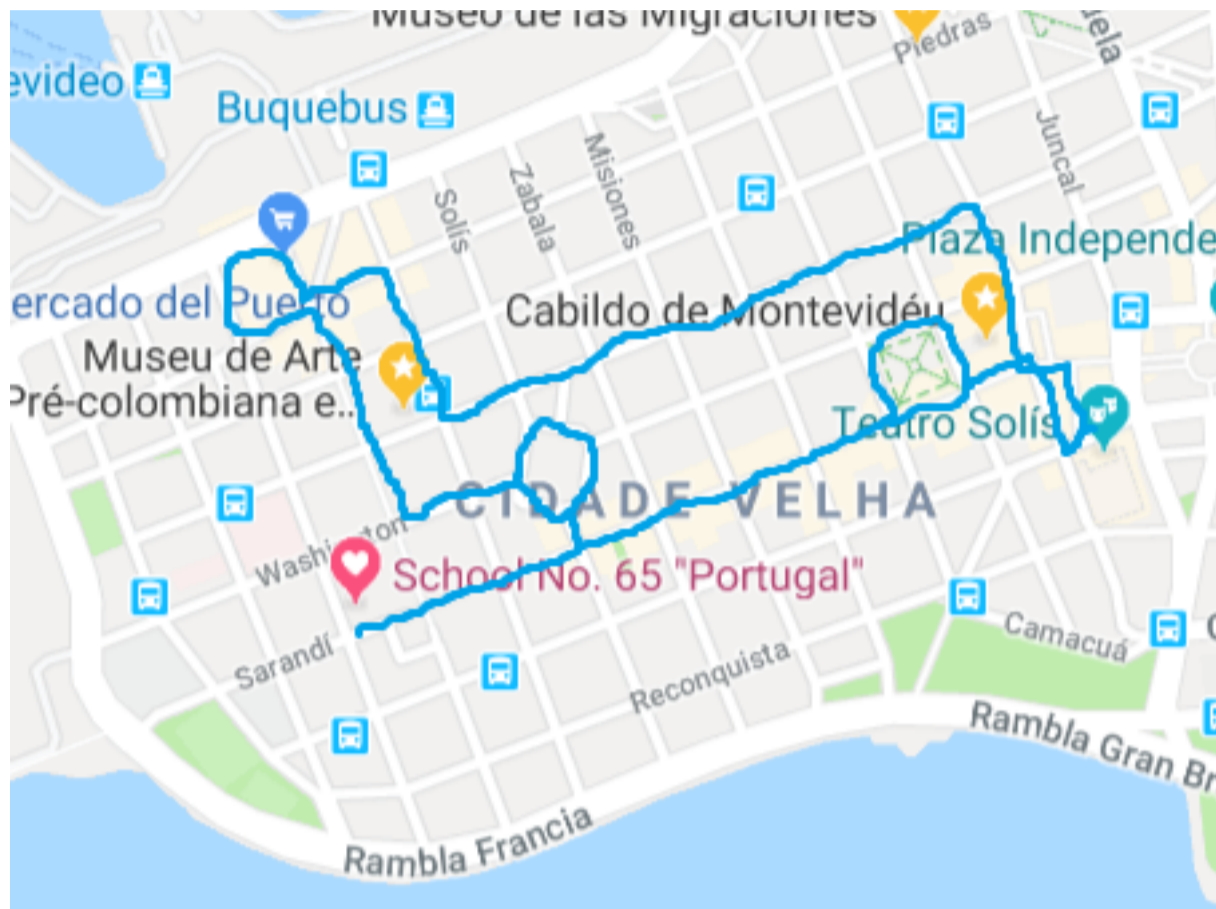 Museo de las Migraciones
Piedras
uela
evideo
Buquebus
Juncal
Misiones
Zabala
Solís
Plaza Independe
ercado del Puerto
Cabildo de Montevidéu
Museu de Arte
Pré-colombiana e..
Teatro Solís
CIDADE VELHA
Washington
School No. 65 "Portugal"
Sarandí
Camacuá
Reconquista
Rambla Gran Br
Rambla Francia